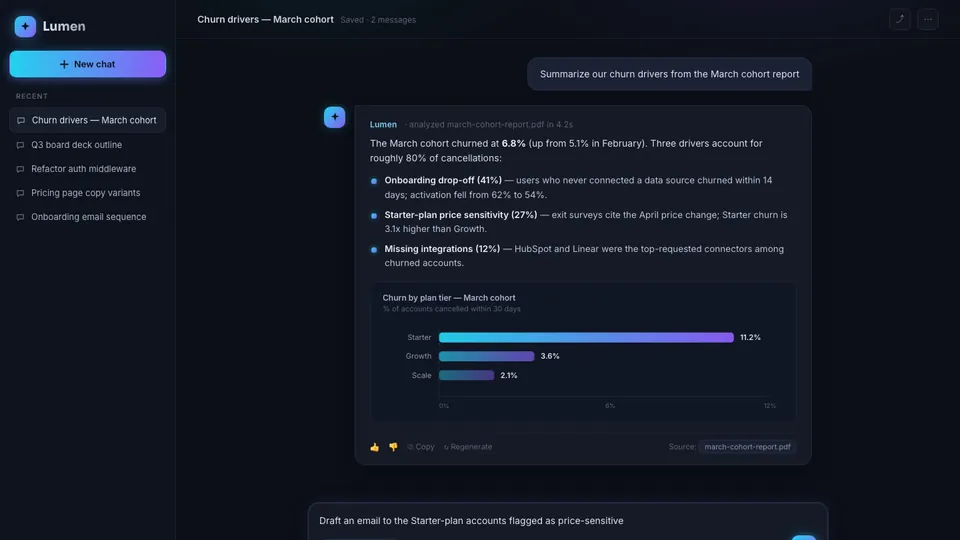 Lumen
+ New chat
RECENT
Churn drivers — March cohort
Q3 board deck outline
Refactor auth middleware
Pricing page copy variants
Onboarding email sequence
Churn drivers — March cohort Saved · 2 messages
Summarize our churn drivers from the March cohort report
Lumen · analyzed march-cohort-report.pdf in 4.2s
The March cohort churned at 6.8% (up from 5.1% in February). Three drivers account for
roughly 80% of cancellations:
Onboarding drop-off (41%) — users who never connected a data source churned within 14
days; activation fell from 62% to 54%.
Starter-plan price sensitivity (27%) — exit surveys cite the April price change; Starter churn is
3.1x higher than Growth.
Missing integrations (12%) — HubSpot and Linear were the top-requested connectors among
churned accounts.
Churn by plan tier — March cohort
% of accounts cancelled within 30 days
Starter 11.2%
Growth 3.6%
Scale 2.1%
0% 6% 12%
Copy Regenerate Source: march-cohort-report.pdf
Draft an email to the Starter-plan accounts flagged as price-sensitive